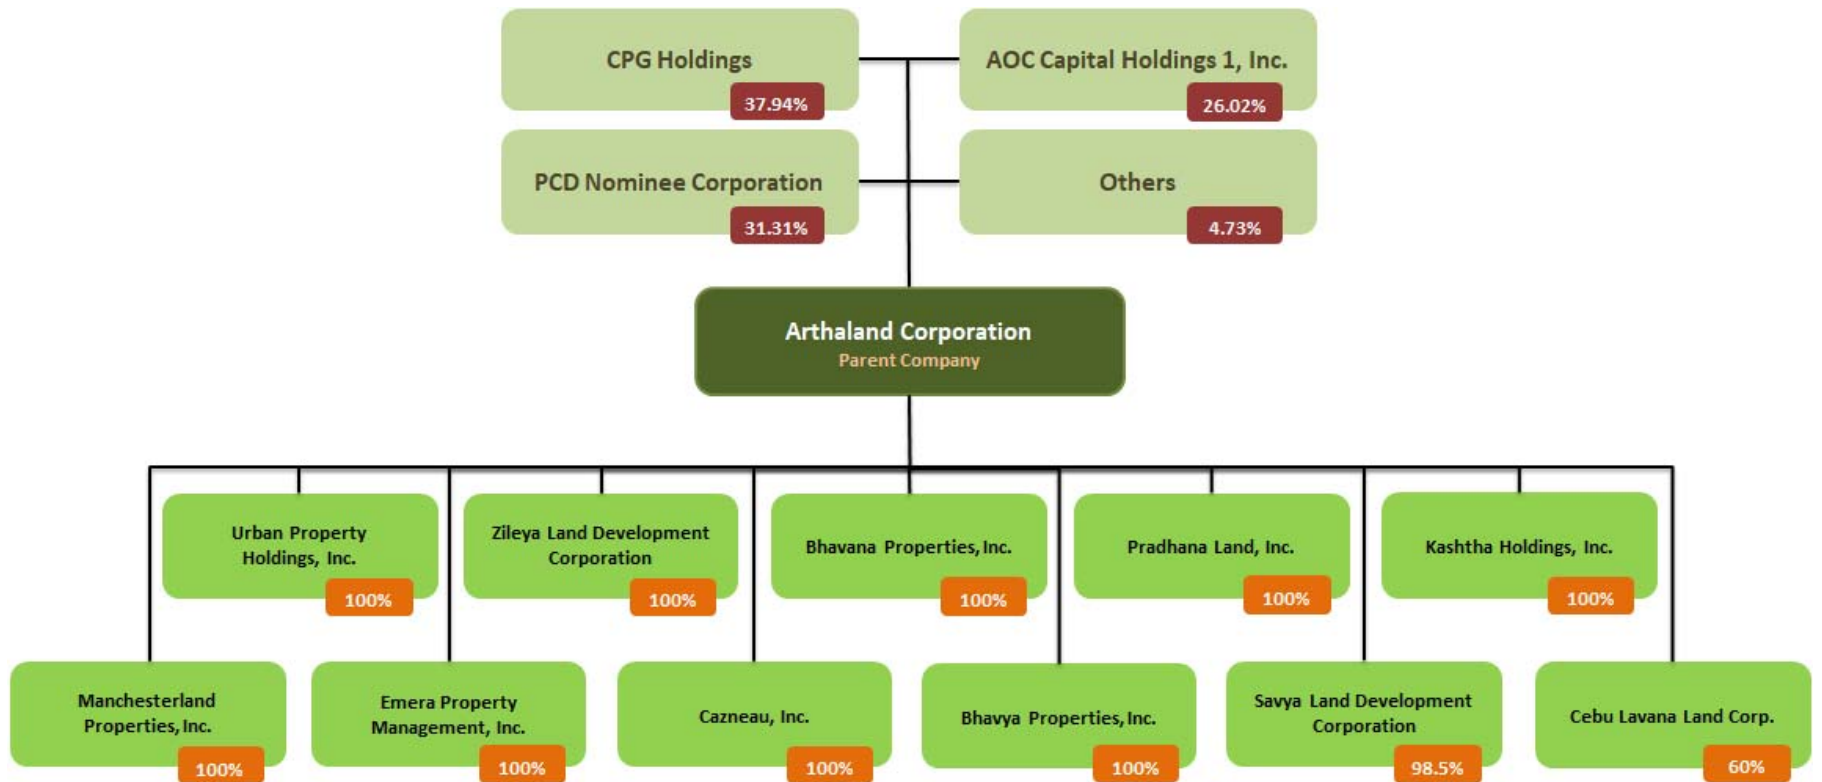 CPG Holdings
37.94%
AOC Capital Holdings 1, Inc.
26.02%
PCD Nominee Corporation
31.31%
Others
4.73%
Arthaland Corporation
Parent Company
Urban Property
Holdings, Inc.
100%
Zileya Land Development
Corporation
100%
Bhavana Properties, Inc.
100%
Pradhana Land, Inc.
100%
Kashtha Holdings, Inc.
100%
Manchesterland
Properties, Inc.
100%
Emera Property
Management, Inc.
100%
Cazneau, Inc.
100%
Bhavya Properties, Inc.
100%
Savya Land Development
Corporation
98.5%
Cebu Lavana Land Corp.
60%